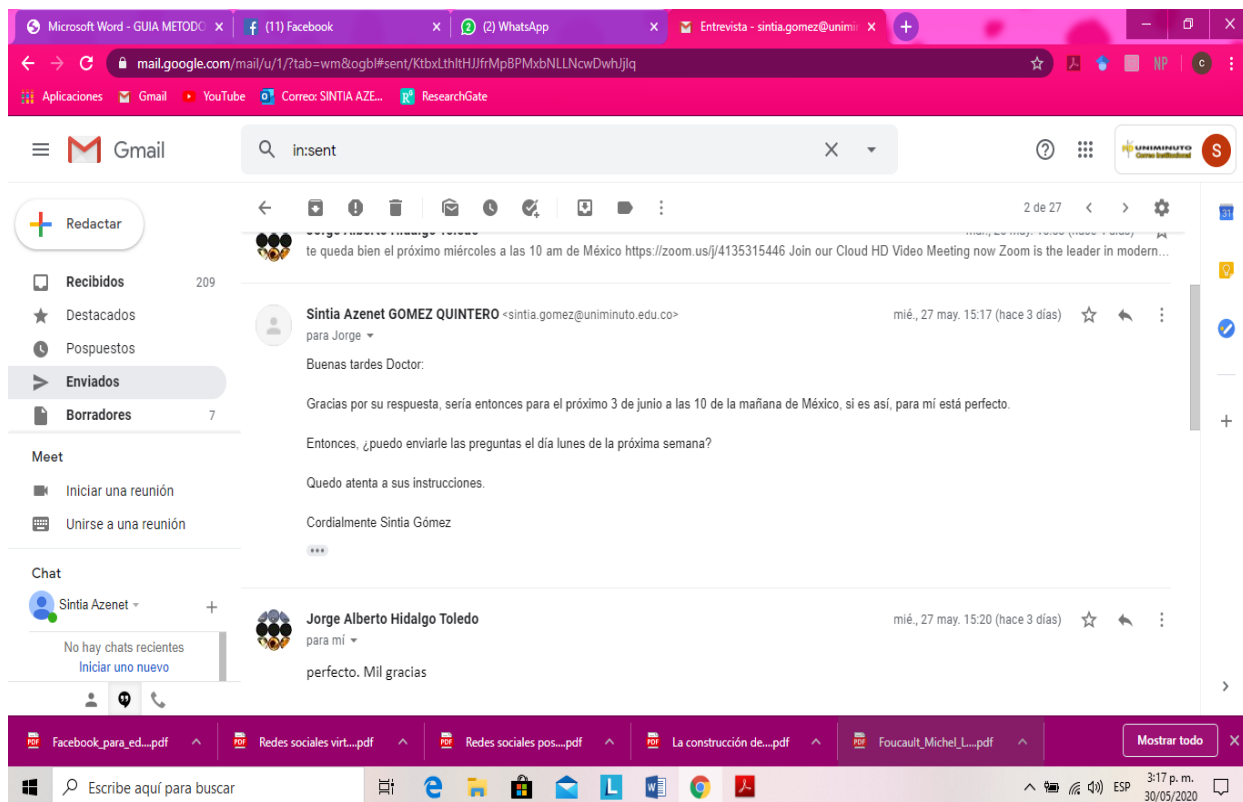 Microsoft Word - GUIA METODO
(11) Facebook
(2) WhatsApp
Entrevista - sintia.gomez@unimin
mail.google.com/mail/u/1/?tab=wm&ogbl#sent/KtbxLthltHJJfrMpBPMxbNLLNcwDwhJjlq
NP
C
Aplicaciones
Gmail
YouTube
Correo: SINTIA AZE...
ResearchGate
Gmail
in:sent
UNIMINUTO
Correo Institucional
S
Redactar
2 de 27
31
Jorge Alberto Hidalgo Toledo
te queda bien el próximo miércoles a las 10 am de México https://zoom.us/j/4135315446 Join our Cloud HD Video Meeting now Zoom is the leader in modern...
Recibidos 209
Destacados
Pospuestos
Enviados
Borradores 7
Sintia Azenet GOMEZ QUINTERO <sintia.gomez@uniminuto.edu.co>
mié., 27 may. 15:17 (hace 3 días)
para Jorge
Buenas tardes Doctor:
Gracias por su respuesta, sería entonces para el próximo 3 de junio a las 10 de la mañana de México, si es así, para mí está perfecto.
Entonces, ¿puedo enviarle las preguntas el día lunes de la próxima semana?
Quedo atenta a sus instrucciones.
Cordialmente Sintia Gómez
Meet
Iniciar una reunión
Unirse a una reunión
Chat
Sintia Azenet
No hay chats recientes
Iniciar uno nuevo
Jorge Alberto Hidalgo Toledo
mié., 27 may. 15:20 (hace 3 días)
para mí
perfecto. Mil gracias
Facebook_para_ed....pdf
Redes sociales virt....pdf
Redes sociales pos....pdf
La construcción de....pdf
Foucault_Michel_L....pdf
Mostrar todo
Escribe aquí para buscar
ESP
3:17 p. m.
30/05/2020